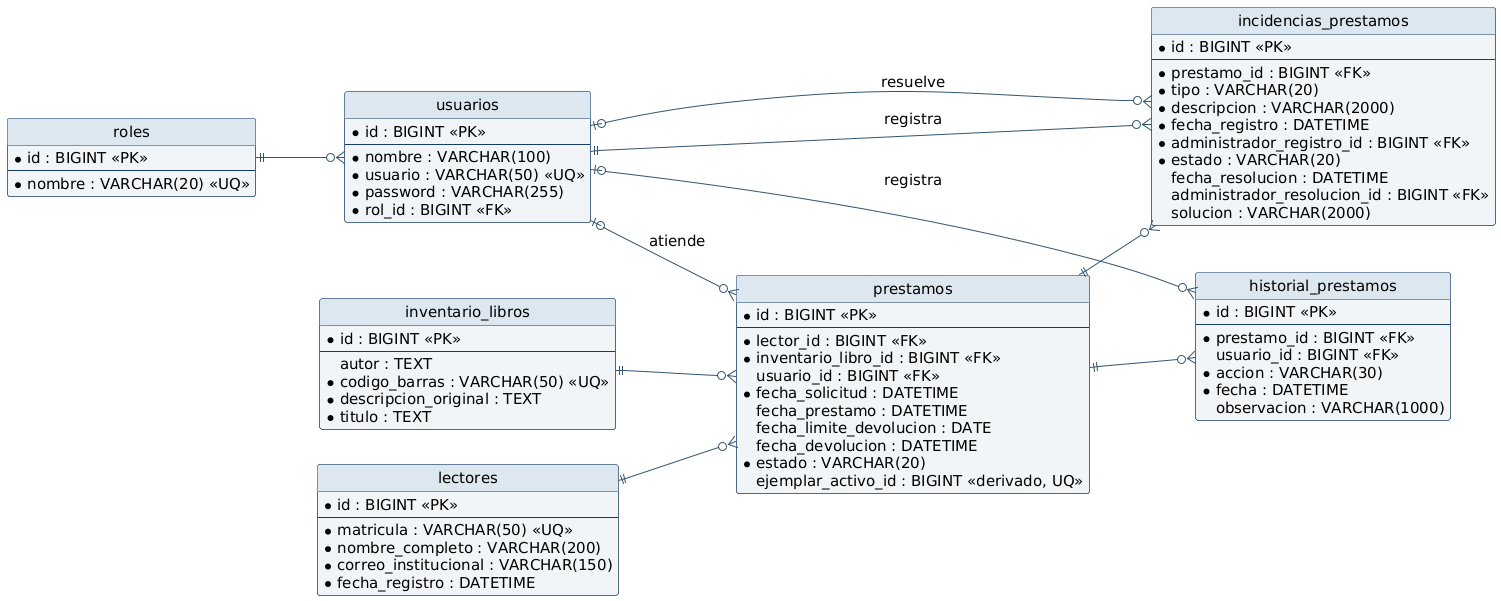 roles
id : BIGINT «PK»
nombre : VARCHAR(20) «UQ»
usuarios
id : BIGINT «PK»
nombre : VARCHAR(100)
usuario : VARCHAR(50) «UQ»
password : VARCHAR(255)
rol_id : BIGINT «FK»
resuelve
registra
registra
atiende
incidencias_prestamos
id : BIGINT «PK»
prestamo_id : BIGINT «FK»
tipo : VARCHAR(20)
descripcion : VARCHAR(2000)
fecha_registro : DATETIME
administrador_registro_id : BIGINT «FK»
estado : VARCHAR(20)
fecha_resolucion : DATETIME
administrador_resolucion_id : BIGINT «FK»
solucion : VARCHAR(2000)
inventario_libros
id : BIGINT «PK»
autor : TEXT
codigo_barras : VARCHAR(50) «UQ»
descripcion_original : TEXT
titulo : TEXT
prestamos
id : BIGINT «PK»
lector_id : BIGINT «FK»
inventario_libro_id : BIGINT «FK»
usuario_id : BIGINT «FK»
fecha_solicitud : DATETIME
fecha_prestamo : DATETIME
fecha_limite_devolucion : DATE
fecha_devolucion : DATETIME
estado : VARCHAR(20)
ejemplar_activo_id : BIGINT «derivado, UQ»
historial_prestamos
id : BIGINT «PK»
prestamo_id : BIGINT «FK»
usuario_id : BIGINT «FK»
accion : VARCHAR(30)
fecha : DATETIME
observacion : VARCHAR(1000)
lectores
id : BIGINT «PK»
matricula : VARCHAR(50) «UQ»
nombre_completo : VARCHAR(200)
correo_institucional : VARCHAR(150)
fecha_registro : DATETIME